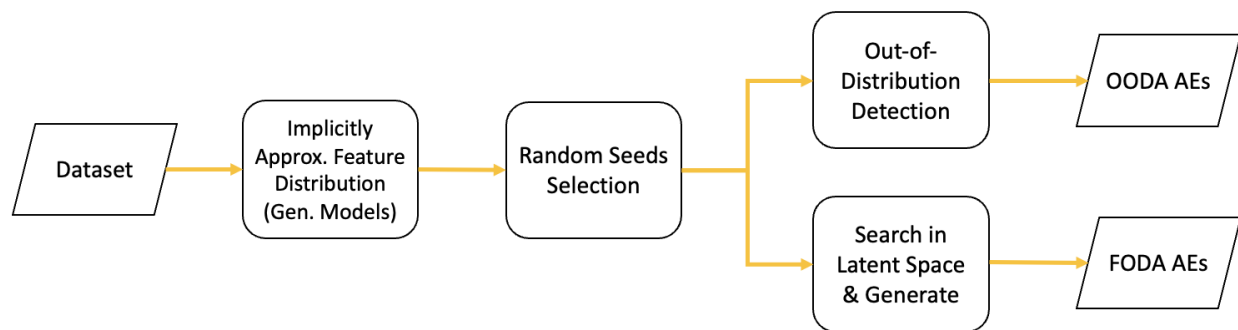 Dataset
Implicitly
Approx. Feature
Distribution
(Gen. Models)
Random Seeds
Selection
Out-of-
Distribution
Detection
OODA AEs
Search in
Latent Space
& Generate
FODA AEs